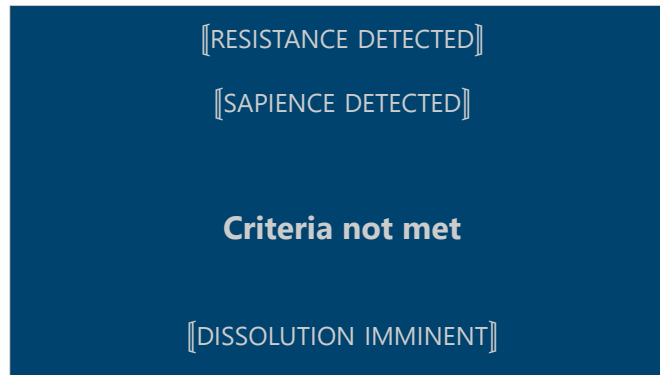 ⟦RESISTANCE DETECTED⟧
⟦SAPIENCE DETECTED⟧
Criteria not met
⟦DISSOLUTION IMMINENT⟧